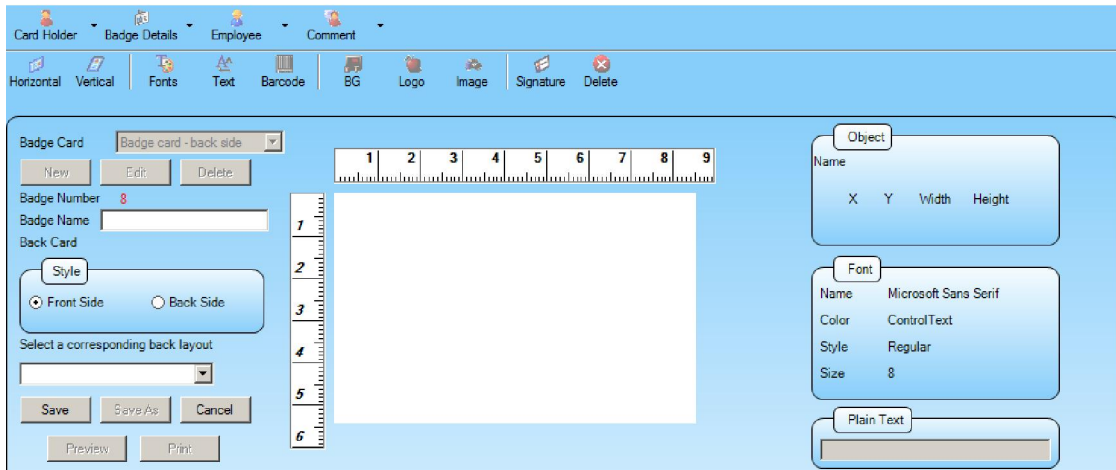 Card Holder Badge Details Employee Comment
Horizontal Vertical Fonts Text Barcode BG Logo Image Signature Delete
Badge Card Badge card - back side
New Edit Delete
Badge Number 8
Badge Name
Back Card
Style
Front Side Back Side
Select a corresponding back layout
Save Save As Cancel
Preview Print
1 2 3 4 5 6 7 8 9
1
2
3
4
5
6
Object
Name
X Y Width Height
Font
Name Microsoft Sans Serif
Color ControlText
Style Regular
Size 8
Plain Text